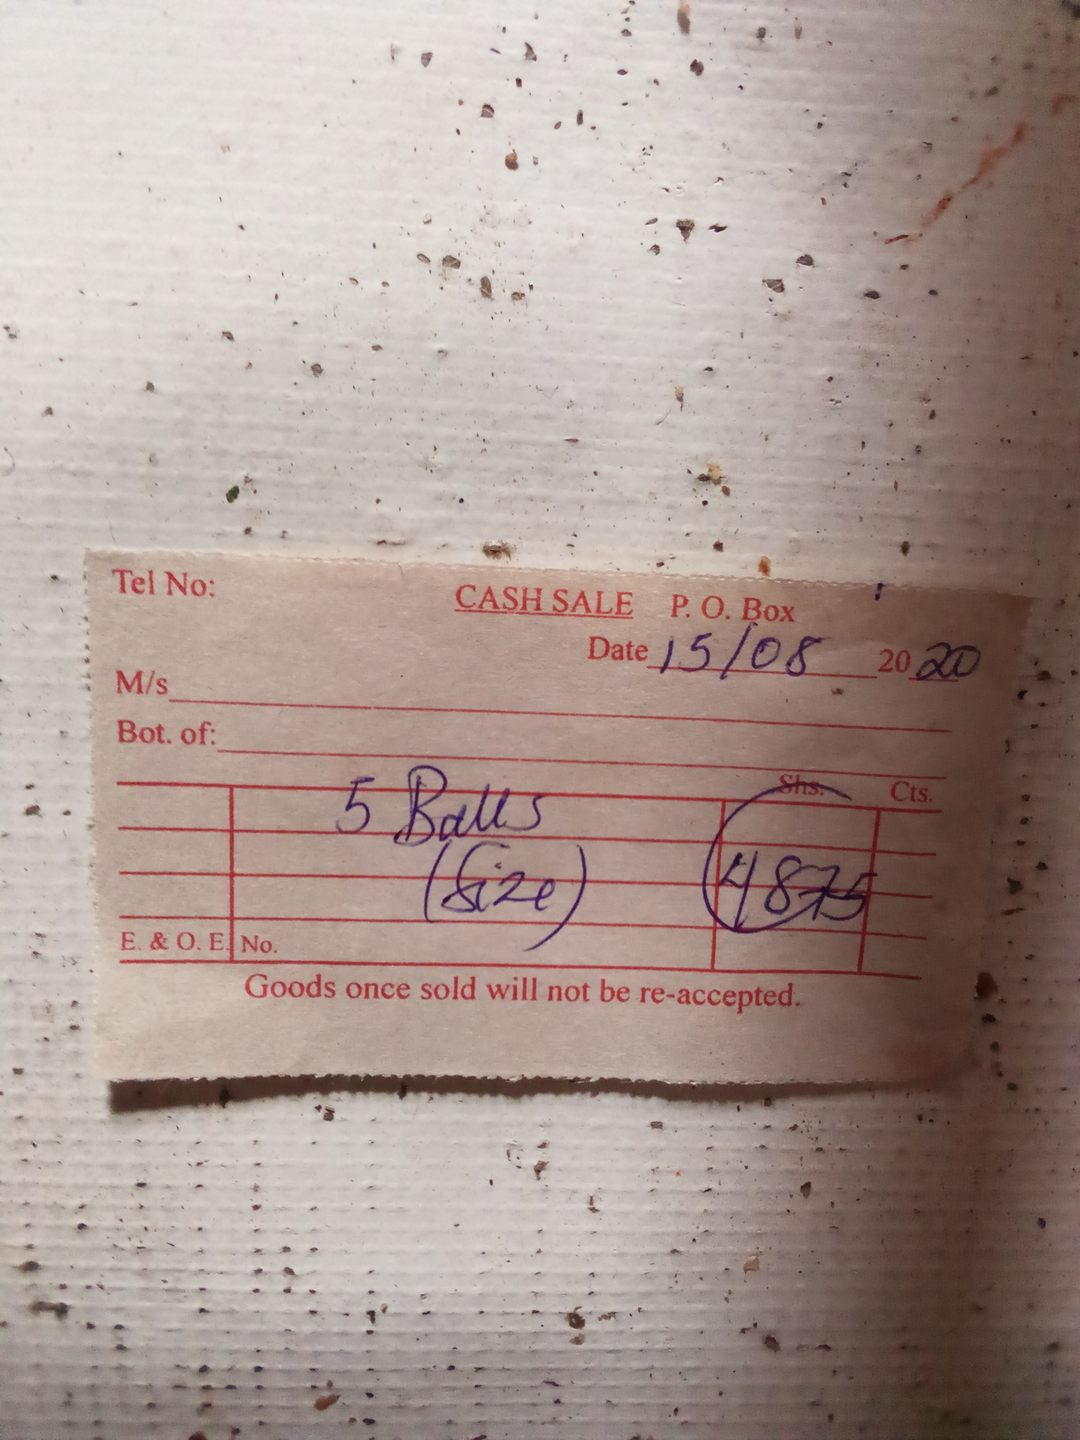 Tel No:
CASH SALE P. O. Box
Date 15/08 2020
M/s
Bot. of:
Shs. Cts.
5 Balls
(Size) 4875
E. & O. E. No.
Goods once sold will not be re-accepted.